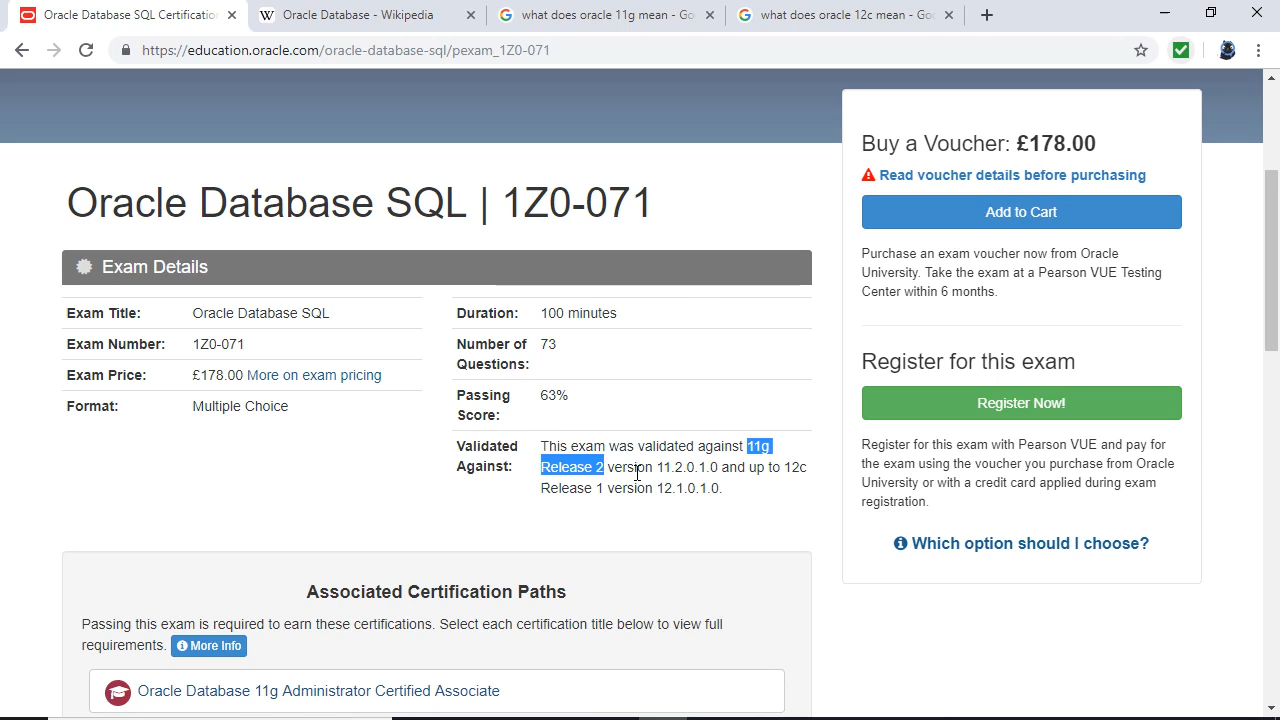 Oracle Database SQL Certification
Oracle Database - Wikipedia
what does oracle 11g mean - Go
what does oracle 12c mean - Go
https://education.oracle.com/oracle-database-sql/pexam_1Z0-071
Oracle Database SQL | 1Z0-071
Exam Details
Exam Title: Oracle Database SQL
Exam Number: 1Z0-071
Exam Price: £178.00 More on exam pricing
Format: Multiple Choice
Duration: 100 minutes
Number of 73
Questions:
Passing 63%
Score:
Validated This exam was validated against 11g
Against: Release 2 version 11.2.0.1.0 and up to 12c
Release 1 version 12.1.0.1.0.
Associated Certification Paths
Passing this exam is required to earn these certifications. Select each certification title below to view full
requirements. More Info
Oracle Database 11g Administrator Certified Associate
Buy a Voucher: £178.00
Read voucher details before purchasing
Add to Cart
Purchase an exam voucher now from Oracle
University. Take the exam at a Pearson VUE Testing
Center within 6 months.
Register for this exam
Register Now!
Register for this exam with Pearson VUE and pay for
the exam using the voucher you purchase from Oracle
University or with a credit card applied during exam
registration.
Which option should I choose?